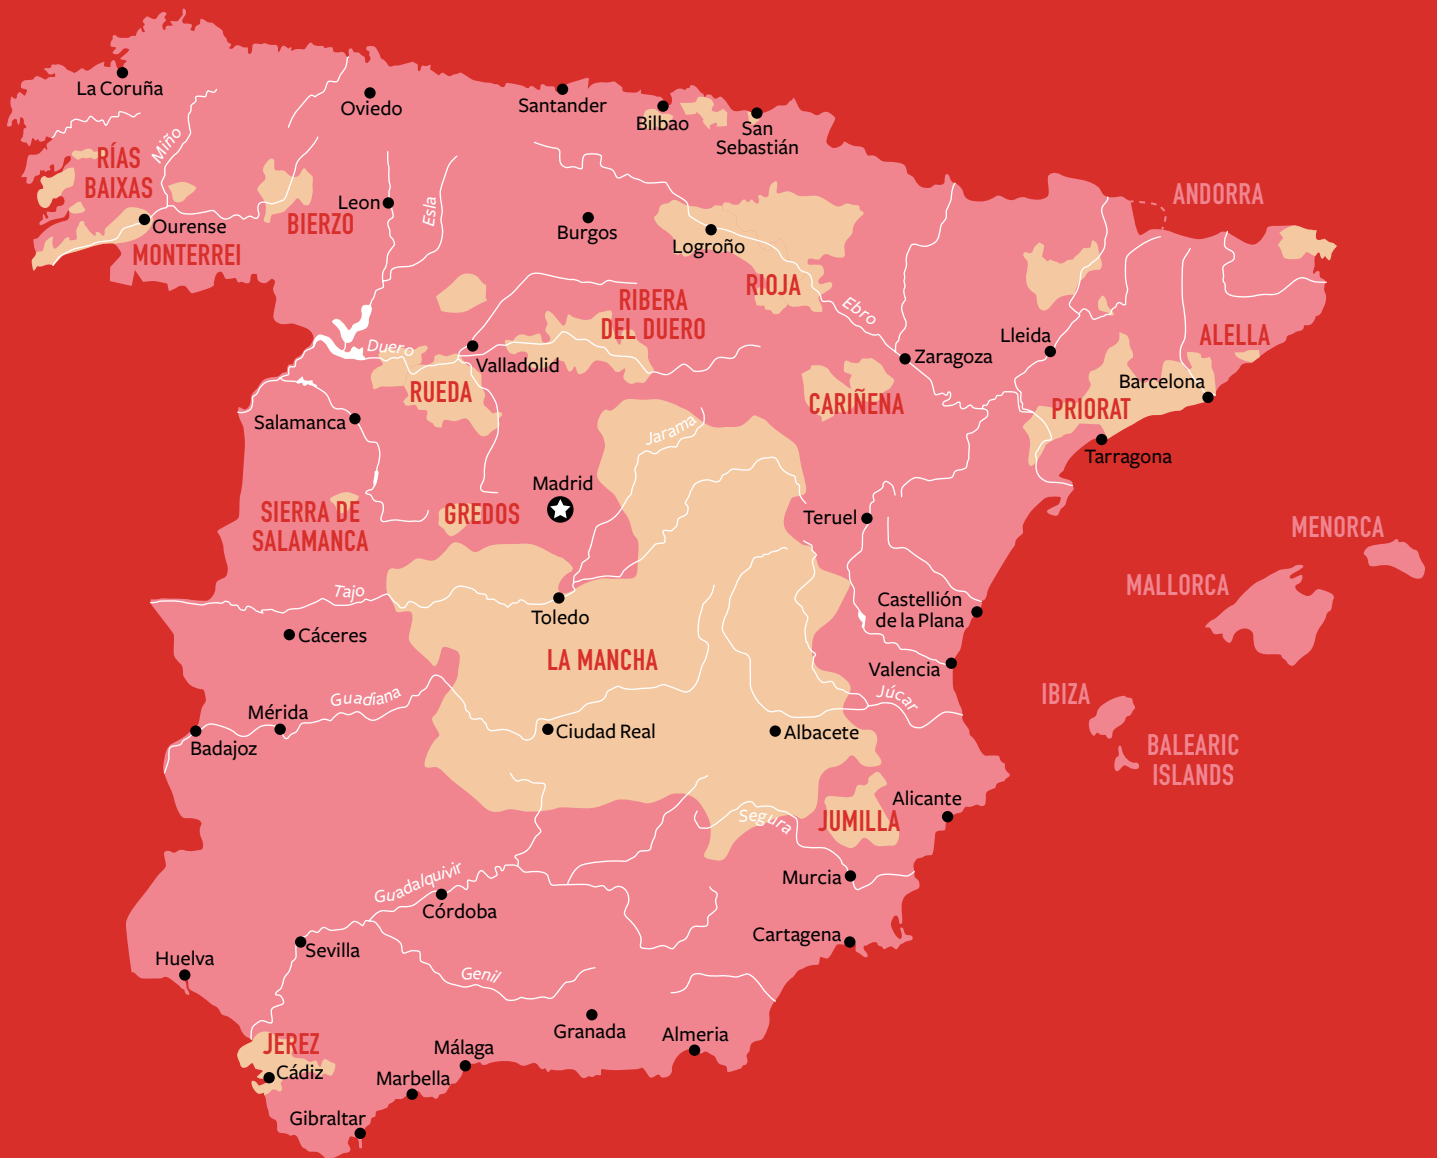 La Coruña
Oviedo
Santander
Bilbao
San
Sebastián
Miño
RÍAS
BAIXAS
Leon
Esla
ANDORRA
Ourense
BIERZO
Burgos
Logroño
MONTERREI
RIOJA
RIBERA
DEL DUERO
Ebro
Lleida
ALELLA
Duero
Valladolid
Zaragoza
Barcelona
RUEDA
CARIÑENA
PRIORAT
Salamanca
Jarama
Tarragona
Madrid
SIERRA DE
SALAMANCA
GREDOS
Teruel
MENORCA
MALLORCA
Tajo
Toledo
Castellión
de la Plana
Cáceres
LA MANCHA
Valencia
Guadiana
Júcar
IBIZA
Mérida
Badajoz
Ciudad Real
Albacete
BALEARIC
ISLANDS
Alicante
Segura
JUMILLA
Guadalquivir
Murcia
Córdoba
Cartagena
Sevilla
Huelva
Genil
Granada
Almeria
JEREZ
Málaga
Cádiz
Marbella
Gibraltar